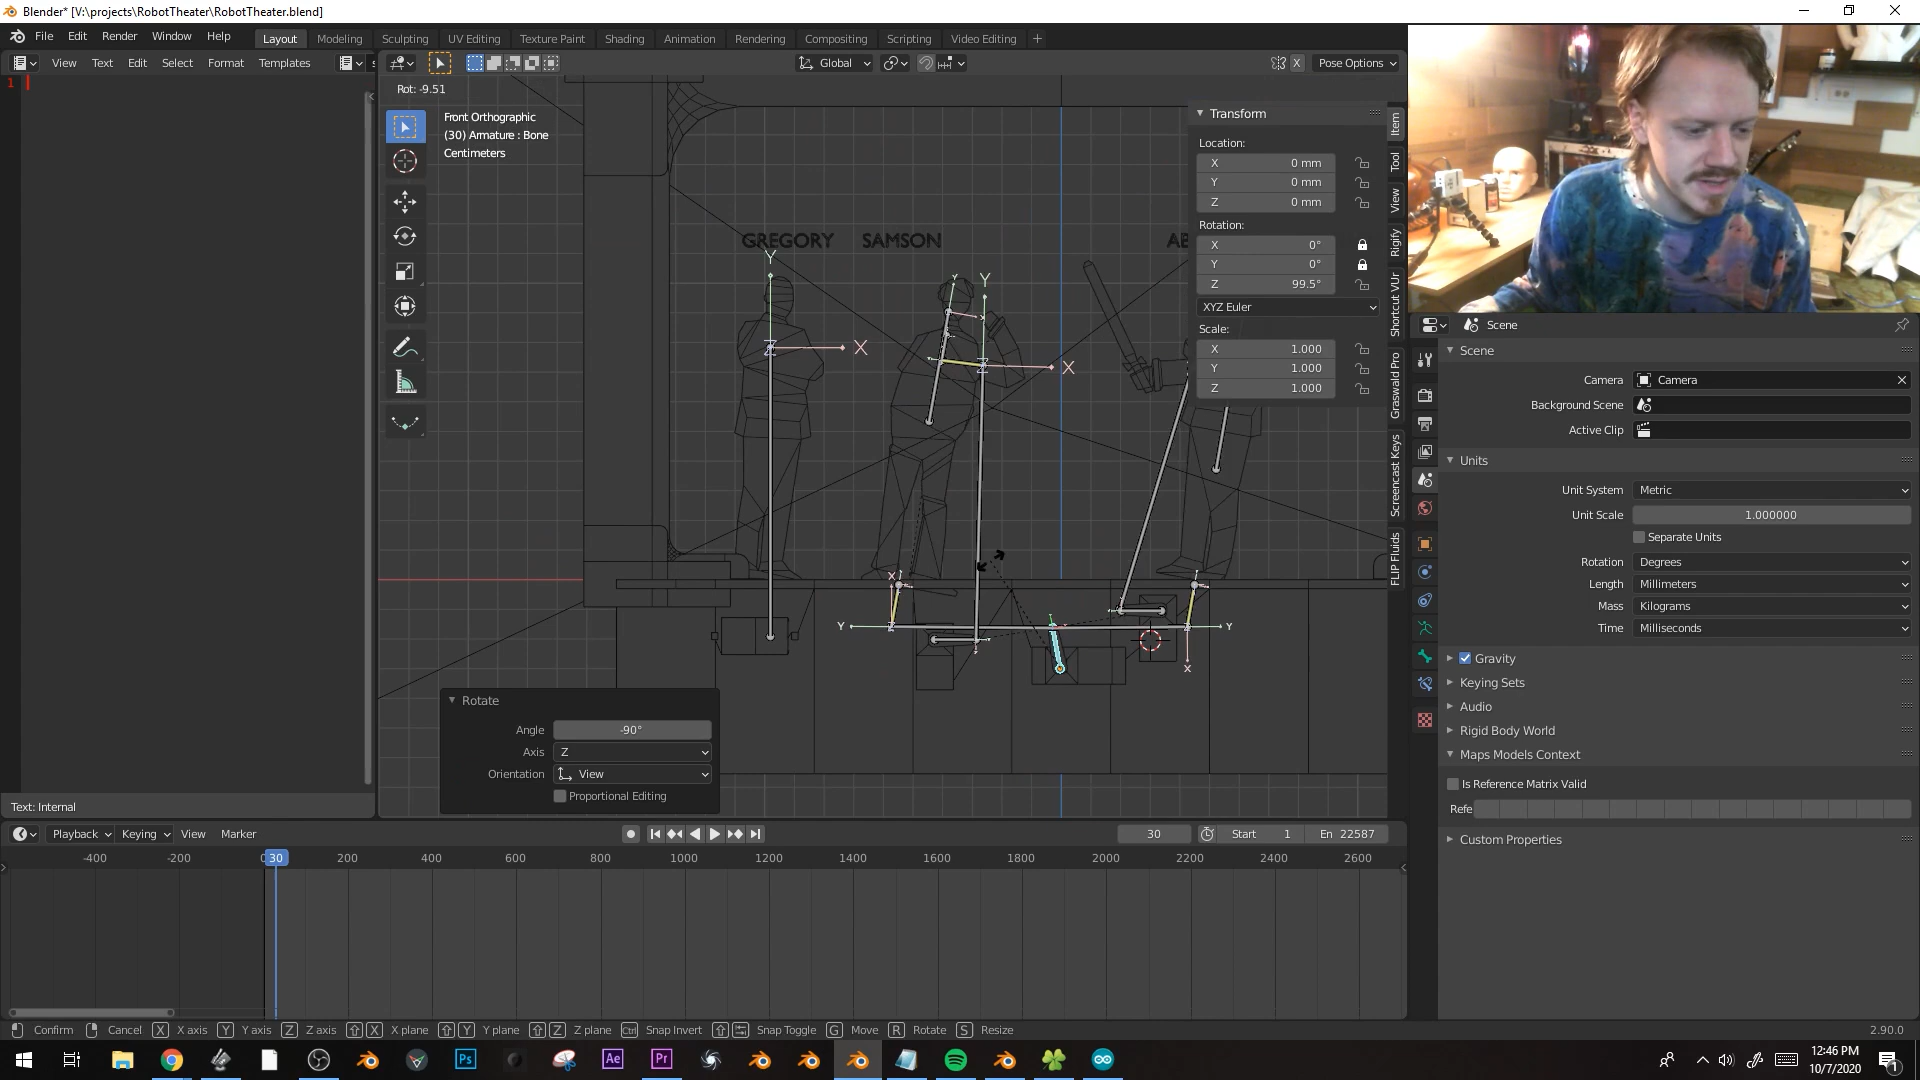 Blender* [V:\projects\RobotTheater\RobotTheater.blend]
File Edit Render Window Help
Layout Modeling Sculpting UV Editing Texture Paint Shading Animation Rendering Compositing Scripting Video Editing +
View Text Edit Select Format Templates
Global
X
Pose Options
1
Rot: -9.51
Front Orthographic
(30) Armature : Bone
Centimeters
GREGORY SAMSON AB
Y
X
Z
Y
X
Z
Y
Y
X
X
Transform
Location:
X 0 mm
Y 0 mm
Z 0 mm
Rotation:
X 0°
Y 0°
Z 99.5°
XYZ Euler
Scale:
X 1.000
Y 1.000
Z 1.000
Item
Tool
View
Rigify
Shortcut VUr
Graswald Pro
Screencast Keys
FLIP Fluids
Rotate
Angle -90°
Axis Z
Orientation View
Proportional Editing
Text: Internal
Scene
Scene
Camera Camera
Background Scene
Active Clip
Units
Unit System Metric
Unit Scale 1.000000
Separate Units
Rotation Degrees
Length Millimeters
Mass Kilograms
Time Milliseconds
Gravity
Keying Sets
Audio
Rigid Body World
Maps Models Context
Is Reference Matrix Valid
Refe
Custom Properties
Playback Keying View Marker
30 Start 1 En 22587
-400 -200 0 30 200 400 600 800 1000 1200 1400 1600 1800 2000 2200 2400 2600
Confirm Cancel X X axis Y Y axis Z Z axis X X plane Y Y plane Z Z plane Ctrl Snap Invert Snap Toggle G Move R Rotate S Resize
2.90.0
Ps
Ae
Pr
12:46 PM
10/7/2020
1